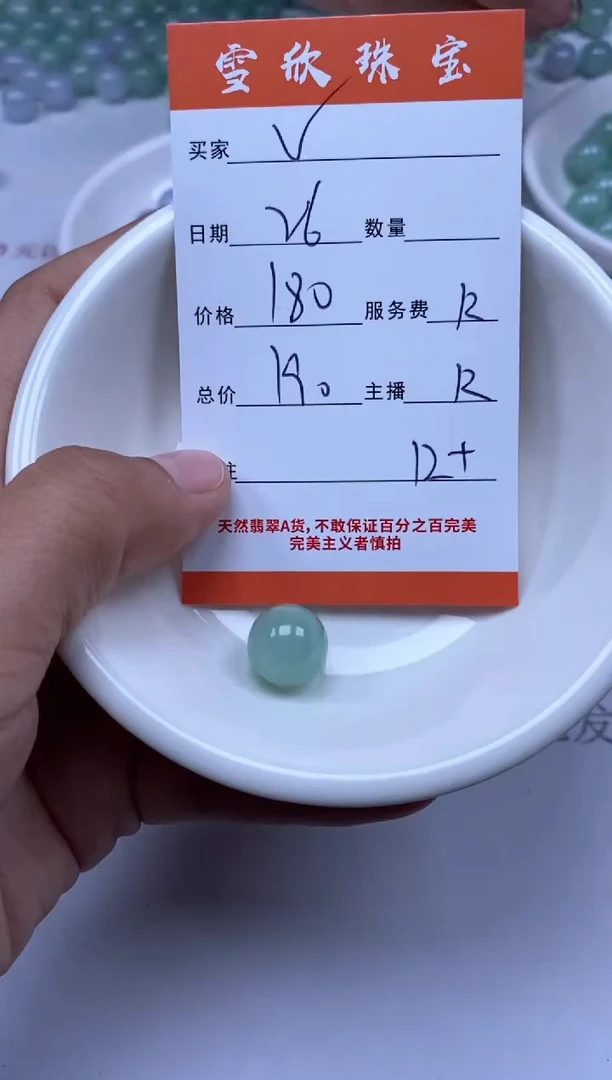 雪欣珠宝
买家 V
日期 26 数量
价格 180 服务费 R
总价 190 主播 R
注 12+
天然翡翠A货,不敢保证百分之百完美
完美主义者慎拍